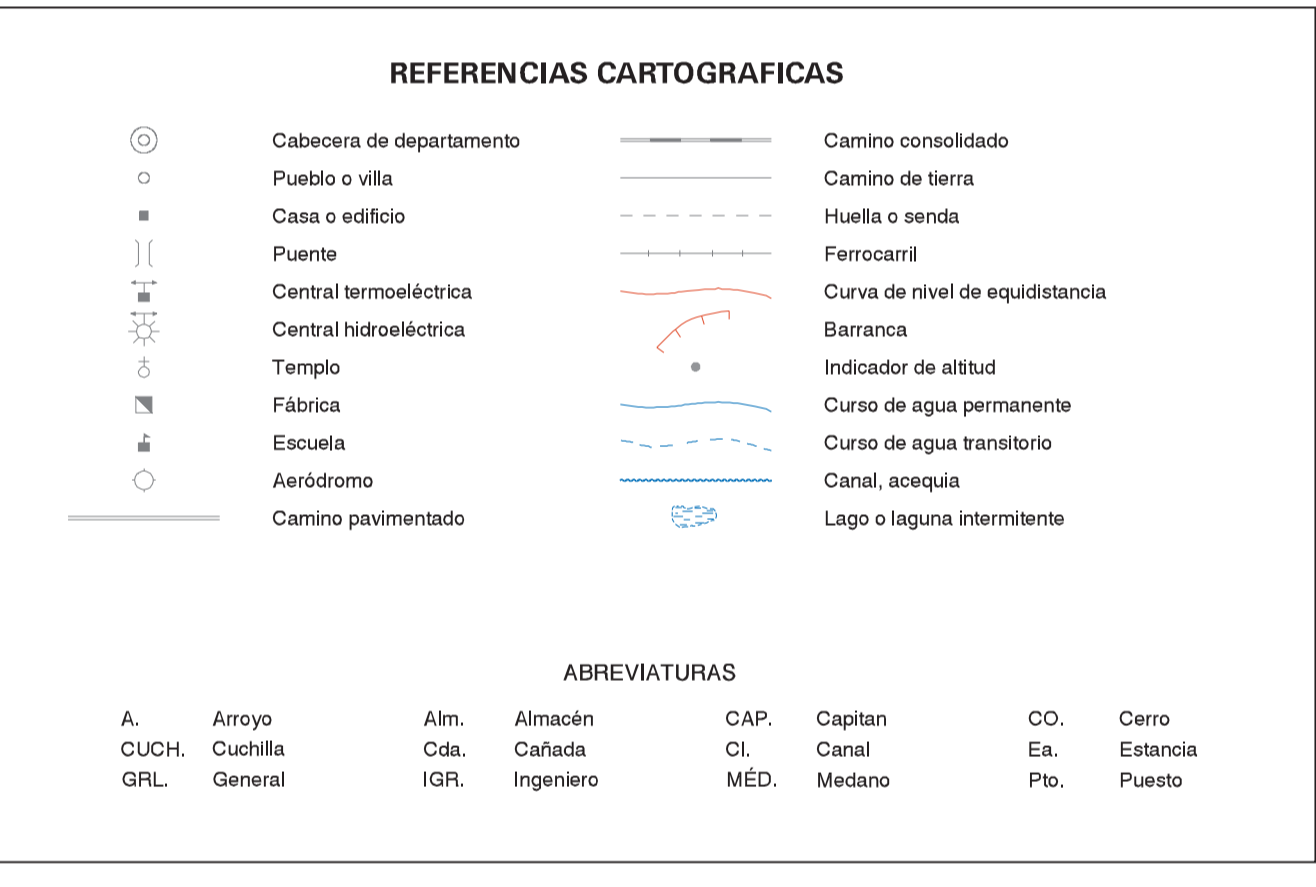 REFERENCIAS CARTOGRAFICAS
Cabecera de departamento
Pueblo o villa
Casa o edificio
Puente
Central termoeléctrica
Central hidroeléctrica
Templo
Fábrica
Escuela
Aeródromo
Camino pavimentado
Camino consolidado
Camino de tierra
Huella o senda
Ferrocarril
Curva de nivel de equidistancia
Barranca
Indicador de altitud
Curso de agua permanente
Curso de agua transitorio
Canal, acequia
Lago o laguna intermitente
ABREVIATURAS
A. Arroyo Alm. Almacén CAP. Capitan CO. Cerro
CUCH. Cuchilla Cda. Cañada Cl. Canal Ea. Estancia
GRL. General IGR. Ingeniero MÉD. Medano Pto. Puesto